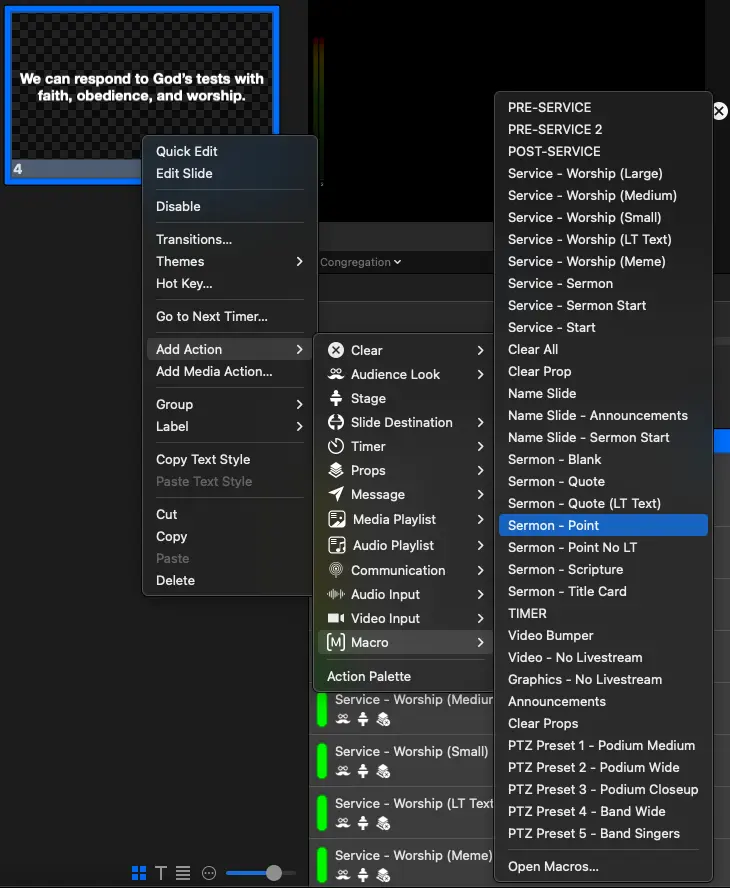 We can respond to God's tests with
faith, obedience, and worship.
4
Quick Edit
Edit Slide
Disable
Transitions...
Themes
Hot Key...
Go to Next Timer...
Add Action
Add Media Action...
Group
Label
Copy Text Style
Paste Text Style
Cut
Copy
Paste
Delete
Congregation
Clear
Audience Look
Stage
Slide Destination
Timer
Props
Message
Media Playlist
Audio Playlist
Communication
Audio Input
Video Input
[M] Macro
Action Palette
Service - Worship (Mediur
Service - Worship (Small)
Service - Worship (LT Text
Service - Worship (Meme)
PRE-SERVICE
PRE-SERVICE 2
POST-SERVICE
Service - Worship (Large)
Service - Worship (Medium)
Service - Worship (Small)
Service - Worship (LT Text)
Service - Worship (Meme)
Service - Sermon
Service - Sermon Start
Service - Start
Clear All
Clear Prop
Name Slide
Name Slide - Announcements
Name Slide - Sermon Start
Sermon - Blank
Sermon - Quote
Sermon - Quote (LT Text)
Sermon - Point
Sermon - Point No LT
Sermon - Scripture
Sermon - Title Card
TIMER
Video Bumper
Video - No Livestream
Graphics - No Livestream
Announcements
Clear Props
PTZ Preset 1 - Podium Medium
PTZ Preset 2 - Podium Wide
PTZ Preset 3 - Podium Closeup
PTZ Preset 4 - Band Wide
PTZ Preset 5 - Band Singers
Open Macros...
T